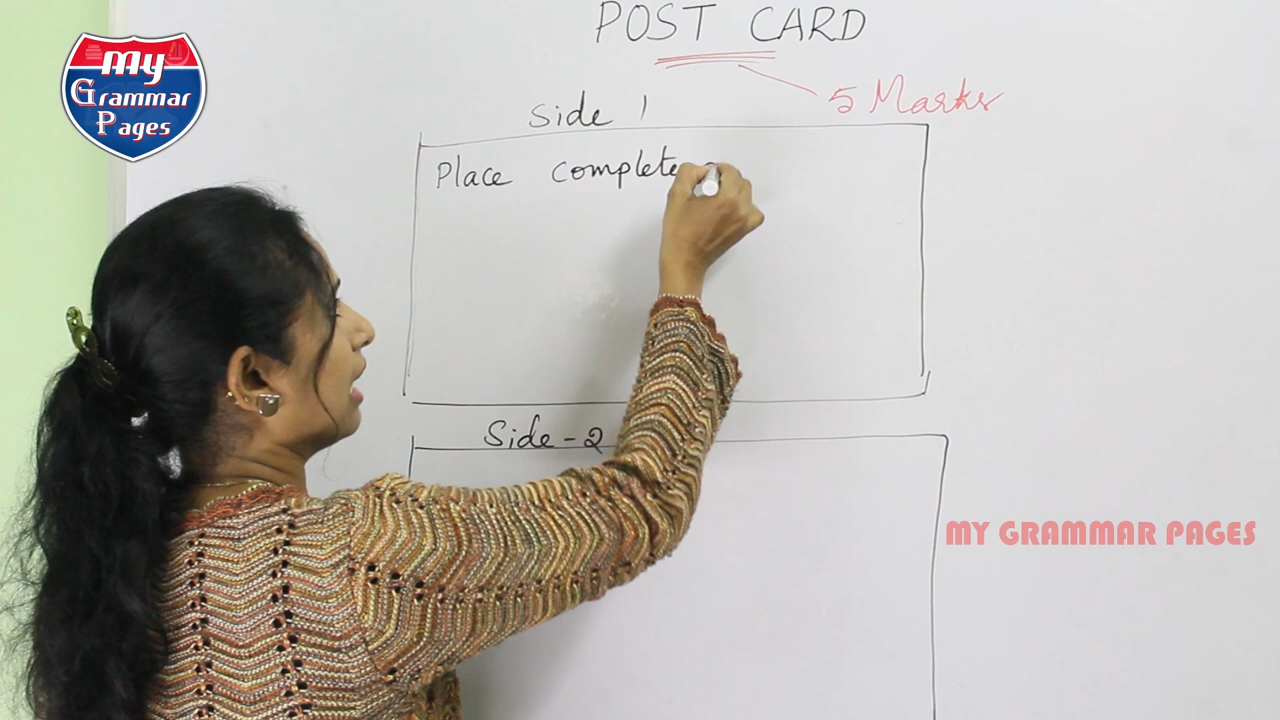 POST CARD
5 Marks
My
Grammar
Pages
Side 1
Place complete
Side-2
MY GRAMMAR PAGES